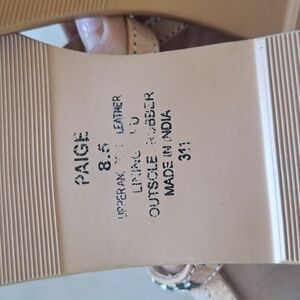 PAIGE
8.5
UPPER LEATHER
LINING
OUTSOLE RUBBER
MADE IN INDIA
311